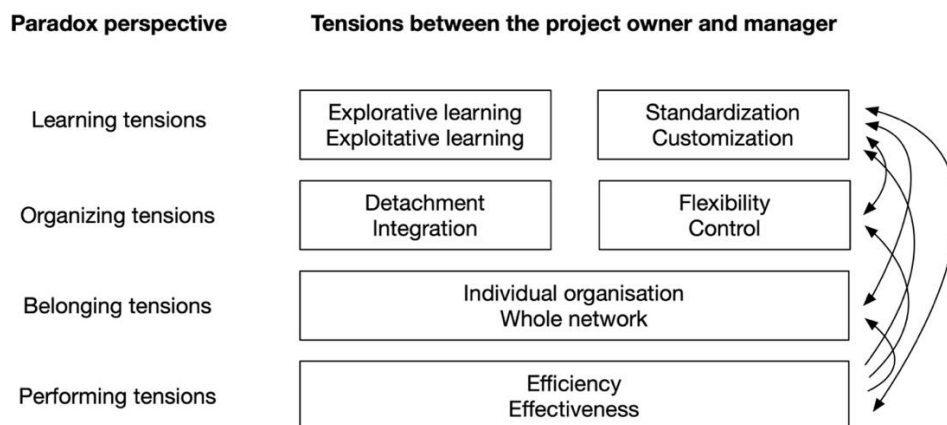 Paradox perspective
Tensions between the project owner and manager
Learning tensions
Explorative learning
Exploitative learning
Standardization
Customization
Organizing tensions
Detachment
Integration
Flexibility
Control
Belonging tensions
Individual organisation
Whole network
Performing tensions
Efficiency
Effectiveness